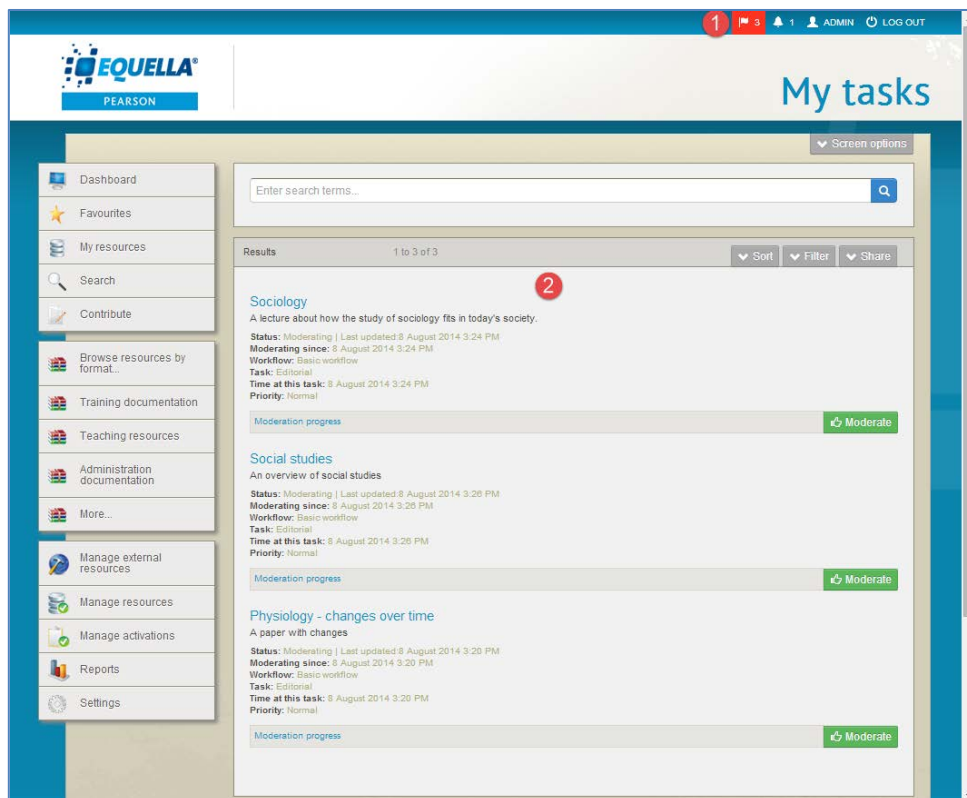 1 3 1 ADMIN LOG OUT
EQUELLA®
PEARSON
My tasks
Screen options
Dashboard
Favourites
My resources
Search
Contribute
Browse resources by
format...
Training documentation
Teaching resources
Administration
documentation
More...
Manage external
resources
Manage resources
Manage activations
Reports
Settings
Enter search terms...
Results 1 to 3 of 3 Sort Filter Share
2
Sociology
A lecture about how the study of sociology fits in today's society.
Status: Moderating | Last updated:8 August 2014 3:24 PM
Moderating since: 8 August 2014 3:24 PM
Workflow: Basic workflow
Task: Editorial
Time at this task: 8 August 2014 3:24 PM
Priority: Normal
Moderation progress Moderate
Social studies
An overview of social studies
Status: Moderating | Last updated:8 August 2014 3:26 PM
Moderating since: 8 August 2014 3:26 PM
Workflow: Basic workflow
Task: Editorial
Time at this task: 8 August 2014 3:26 PM
Priority: Normal
Moderation progress Moderate
Physiology - changes over time
A paper with changes
Status: Moderating | Last updated:8 August 2014 3:20 PM
Moderating since: 8 August 2014 3:20 PM
Workflow: Basic workflow
Task: Editorial
Time at this task: 8 August 2014 3:20 PM
Priority: Normal
Moderation progress Moderate